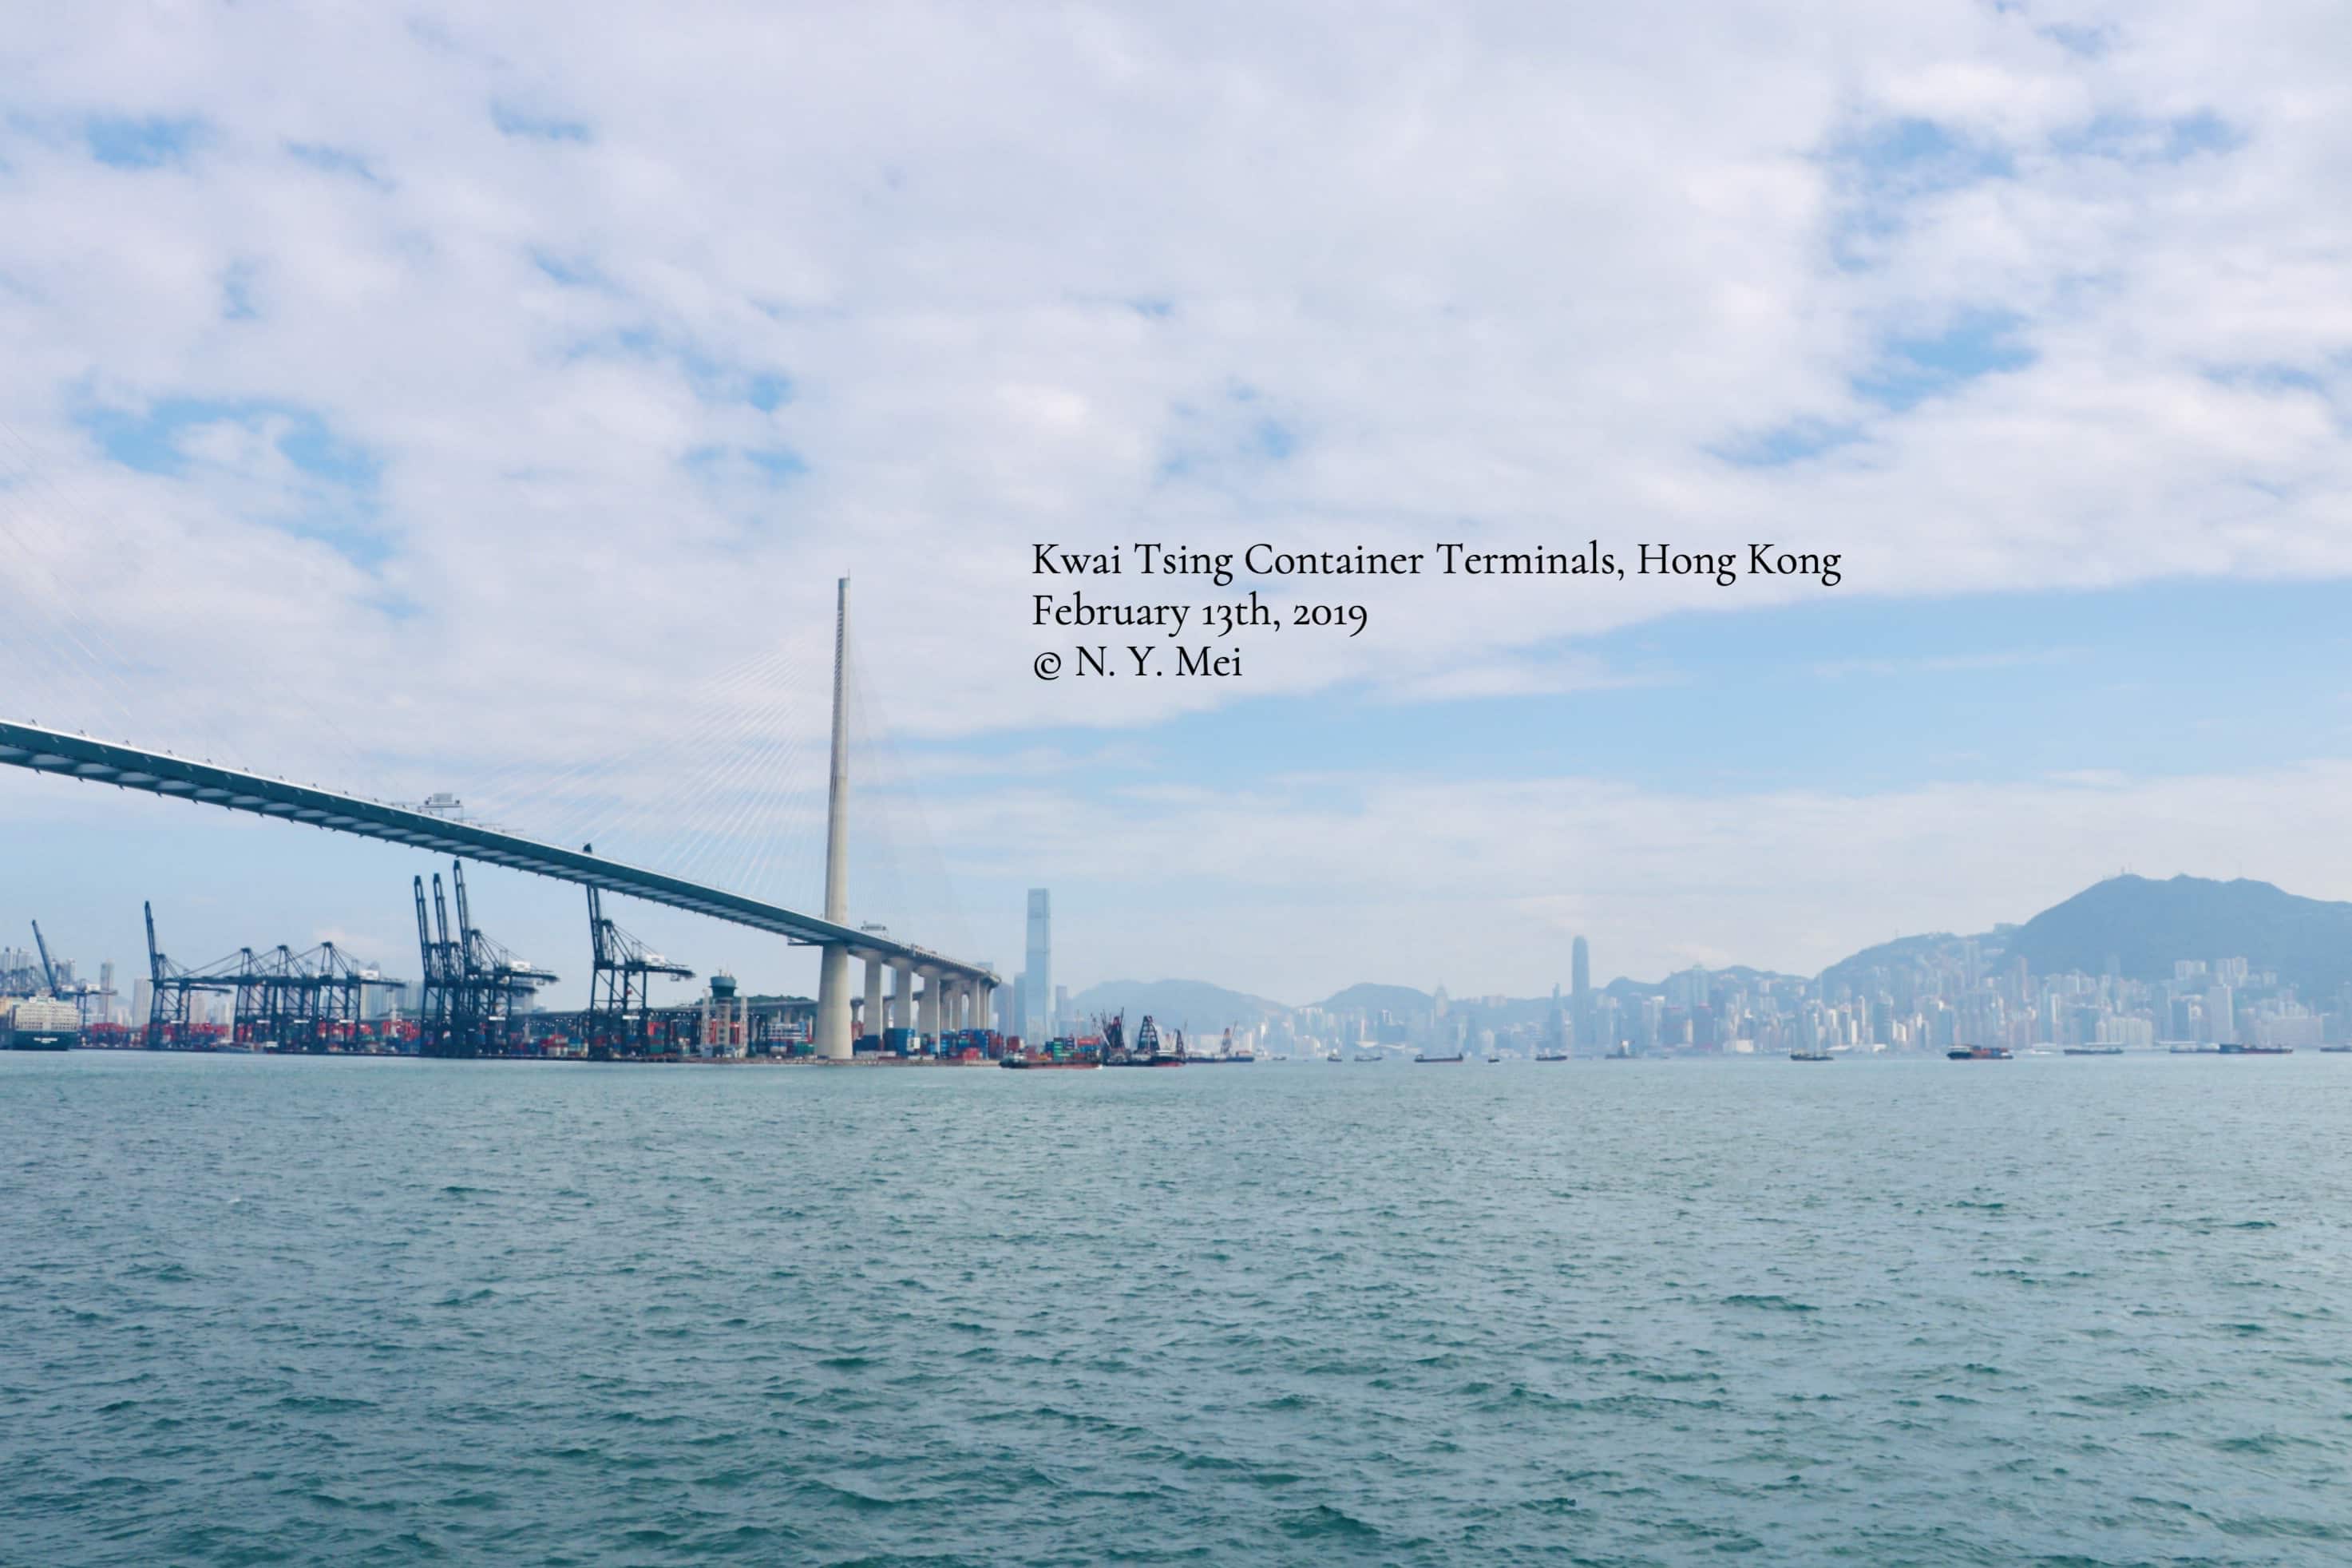 Kwai Tsing Container Terminals, Hong Kong
February 13th, 2019
© N. Y. Mei